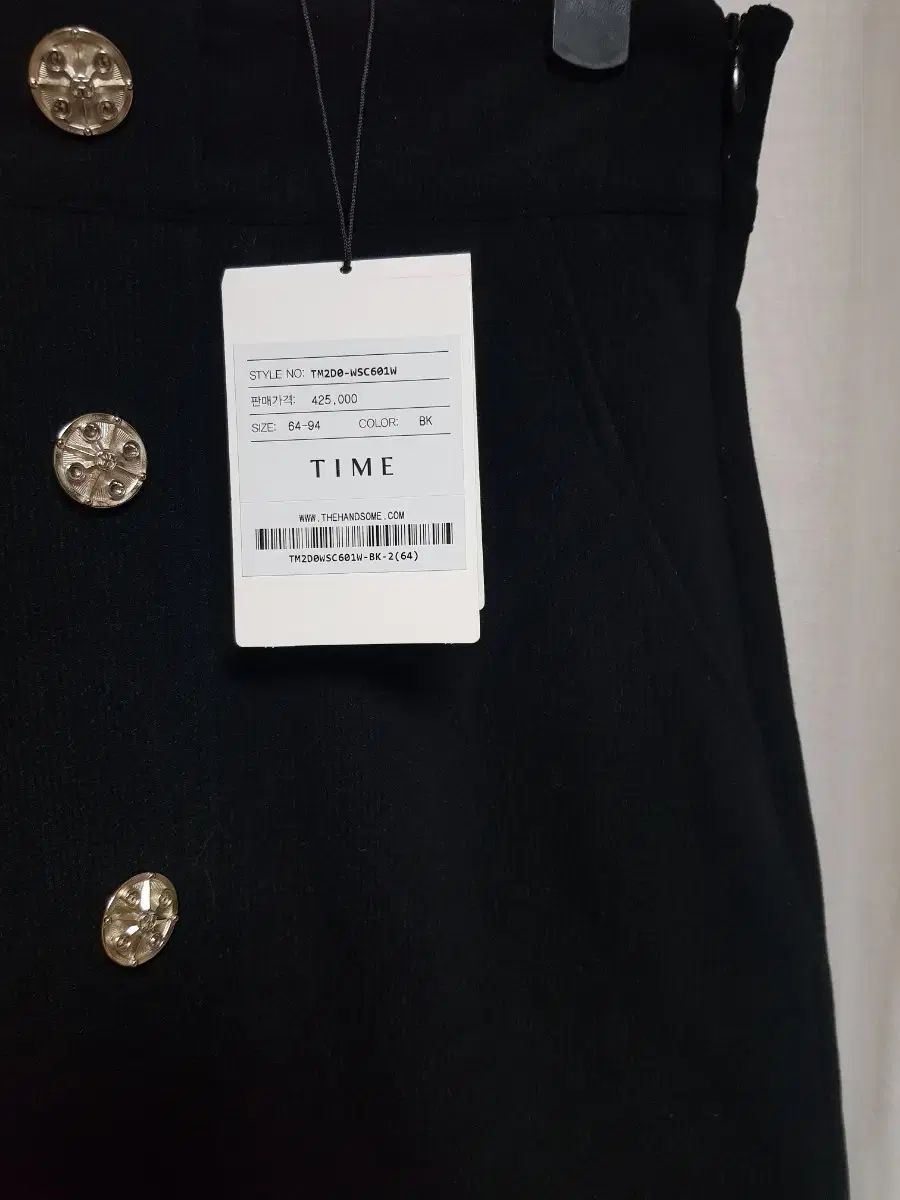 STYLE NO: TM2D0-WSC601W
판매가격: 425,000
SIZE: 64-94 COLOR: BK
TIME
WWW.THEHANDSOME.COM
TM2D0WSC601W-BK-2(64)